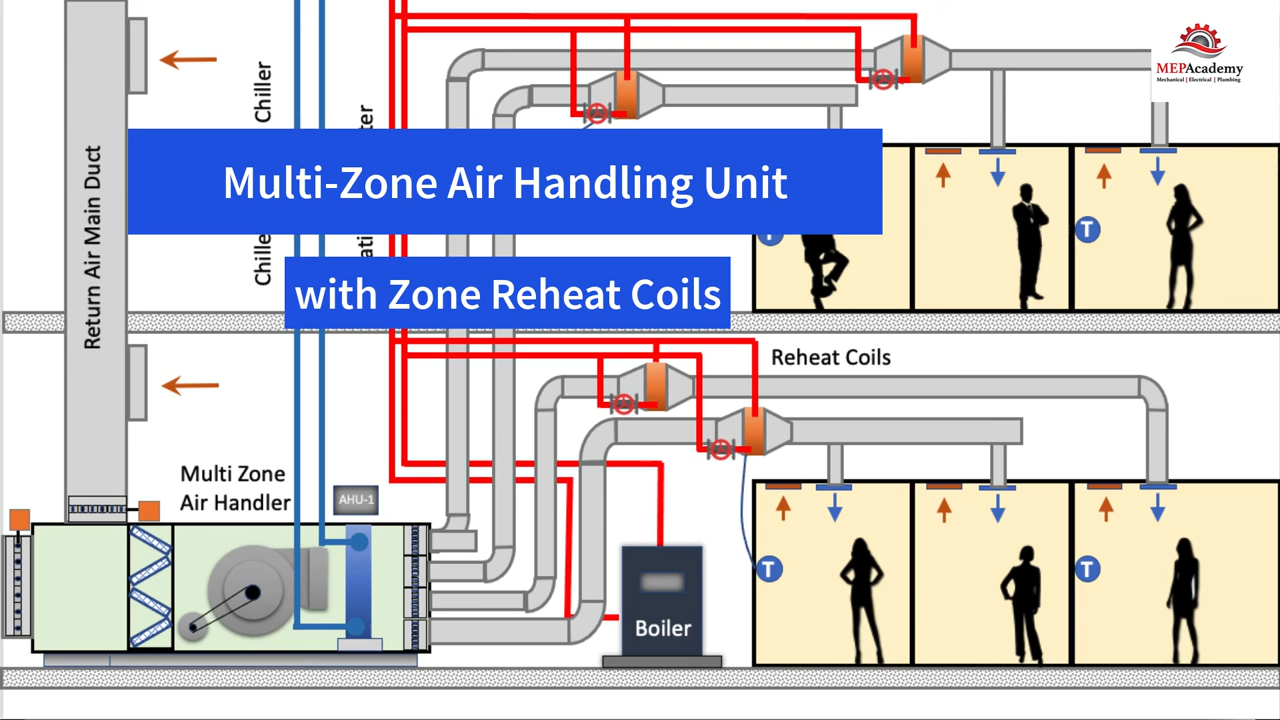 MEPAcademy
Mechanical | Electrical | Plumbing
Return Air Main Duct
Chiller
Multi-Zone Air Handling Unit
with Zone Reheat Coils
T
T
Reheat Coils
Multi Zone
Air Handler
AHU-1
T
T
Boiler